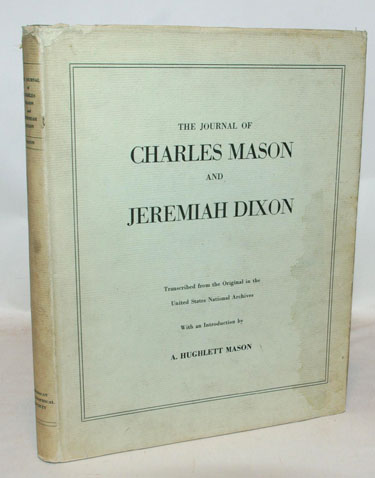 THE JOURNAL OF
CHARLES MASON
AND
JEREMIAH DIXON
Transcribed from the Original in the
United States National Archives
With an Introduction by
A. HUGHLETT MASON